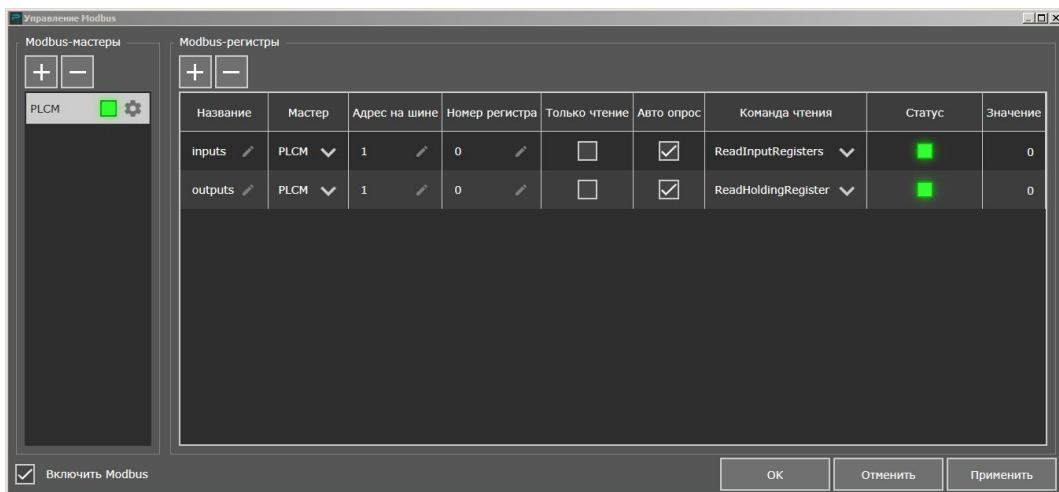 Управление Modbus
Modbus-мастеры
Modbus-регистры
PLCM
Название Мастер Адрес на шине Номер регистра Только чтение Авто опрос Команда чтения Статус Значение
inputs PLCM 1 0 ReadInputRegisters 0
outputs PLCM 1 0 ReadHoldingRegister 0
Включить Modbus
OK Отменить Применить